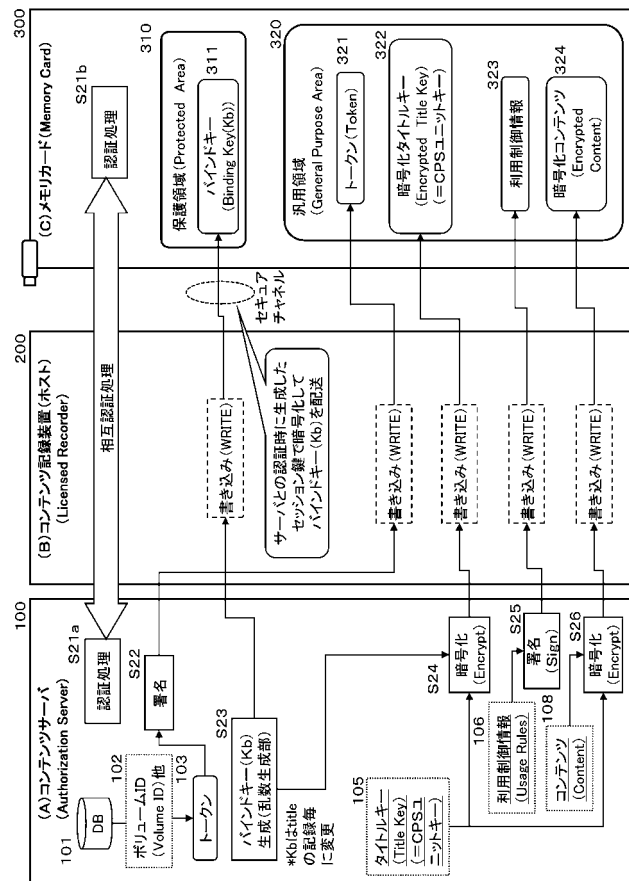 100
(A)コンテンツサーバ
(Authorization Server)
101
DB
S21a
認証処理
102
ボリュームID
(Volume ID)他
103
トークン
S22
署名
S23
バインドキー(Kb)
生成(乱数生成部)
*Kbはtitle
の記録毎
に変更
105
タイトルキー
(Title Key)
(=CPSユ
ニットキー)
S24
暗号化
(Encrypt)
106
利用制御情報
(Usage Rules)
S25
署名
(Sign)
108
コンテンツ
(Content)
S26
暗号化
(Encrypt)
200
(B)コンテンツ記録装置(ホスト)
(Licensed Recorder)
相互認証処理
書き込み(WRITE)
サーバとの認証時に生成した
セッション鍵で暗号化して
バインドキー(Kb)を配送
セキュア
チャネル
書き込み(WRITE)
書き込み(WRITE)
書き込み(WRITE)
書き込み(WRITE)
300
(C)メモリカード(Memory Card)
S21b
認証処理
310
保護領域(Protected Area)
311
バインドキー
(Binding Key(Kb))
320
汎用領域
(General Purpose Area)
321
トークン(Token)
322
暗号化タイトルキー
(Encrypted Title Key)
(=CPSユニットキー)
323
利用制御情報
324
暗号化コンテンツ
(Encrypted
Content)